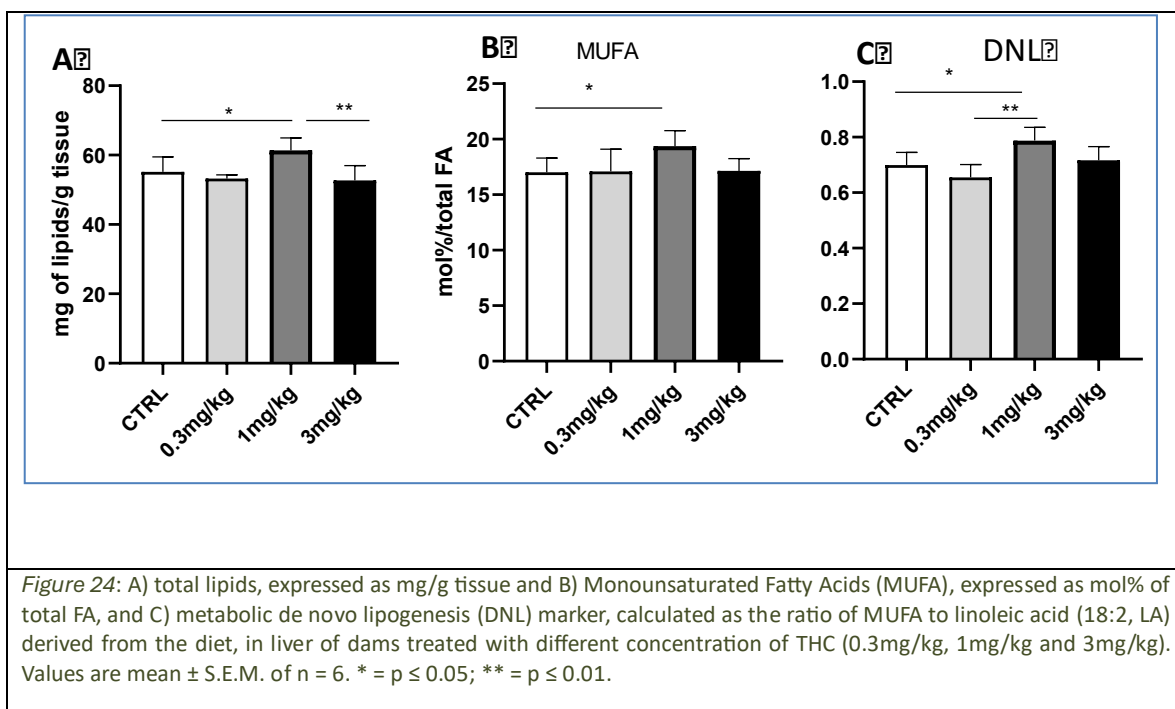 A�
80
60
40
20
0
mg of lipids/g tissue
*
**
CTRL
0.3mg/kg
1mg/kg
3mg/kg
B�
MUFA
25
20
15
10
5
0
mol%/total FA
*
CTRL
0.3mg/kg
1mg/kg
3mg/kg
C�
DNL�
1.0
0.8
0.6
0.4
0.2
0.0
*
**
CTRL
0.3mg/kg
1mg/kg
3mg/kg
Figure 24: A) total lipids, expressed as mg/g tissue and B) Monounsaturated Fatty Acids (MUFA), expressed as mol% of
total FA, and C) metabolic de novo lipogenesis (DNL) marker, calculated as the ratio of MUFA to linoleic acid (18:2, LA)
derived from the diet, in liver of dams treated with different concentration of THC (0.3mg/kg, 1mg/kg and 3mg/kg).
Values are mean ± S.E.M. of n = 6. * = p ≤ 0.05; ** = p ≤ 0.01.